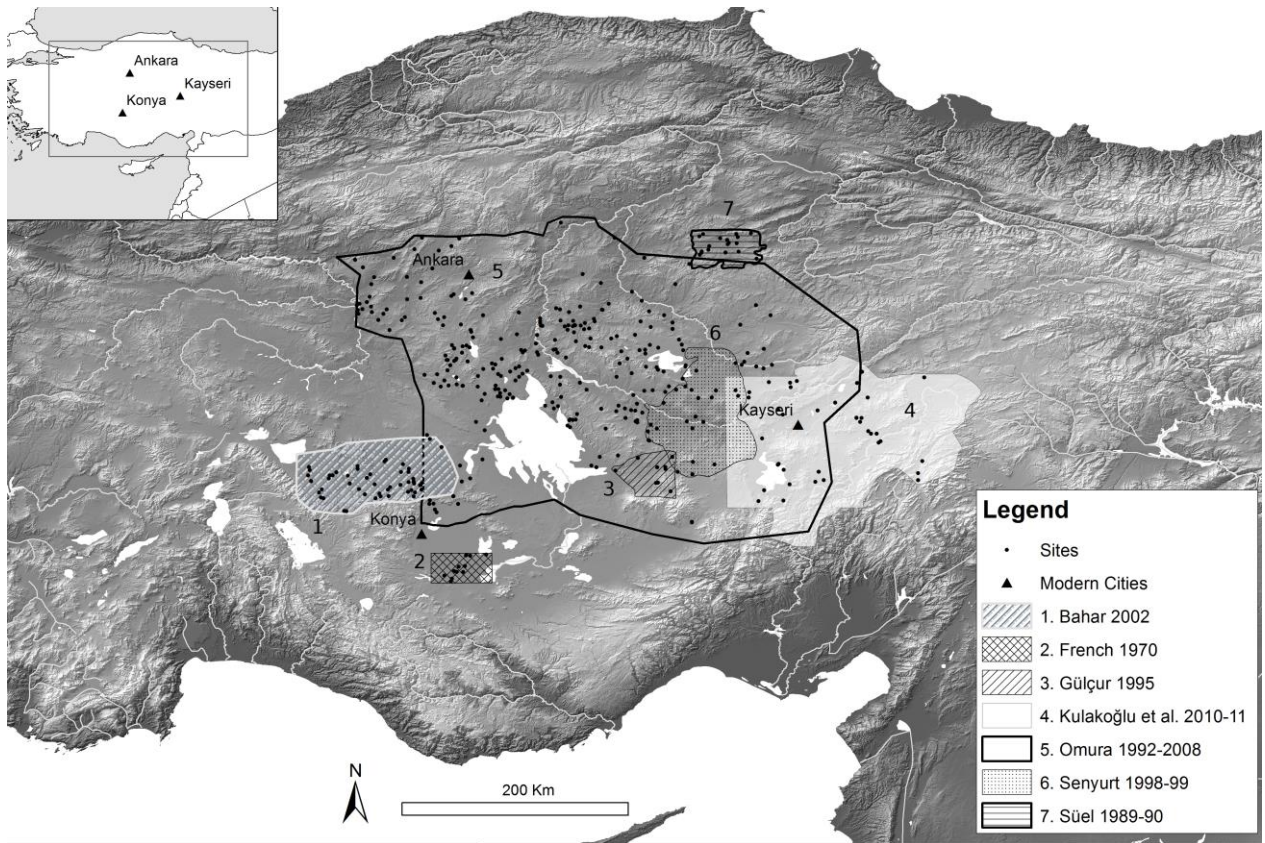 Ankara
Kayseri
Konya
7
Ankara
5
6
Kayseri
4
3
1
Konya
2
N
200 Km
Legend
Sites
Modern Cities
1. Bahar 2002
2. French 1970
3. Gülçur 1995
4. Kulakoğlu et al. 2010-11
5. Omura 1992-2008
6. Senyurt 1998-99
7. Süel 1989-90